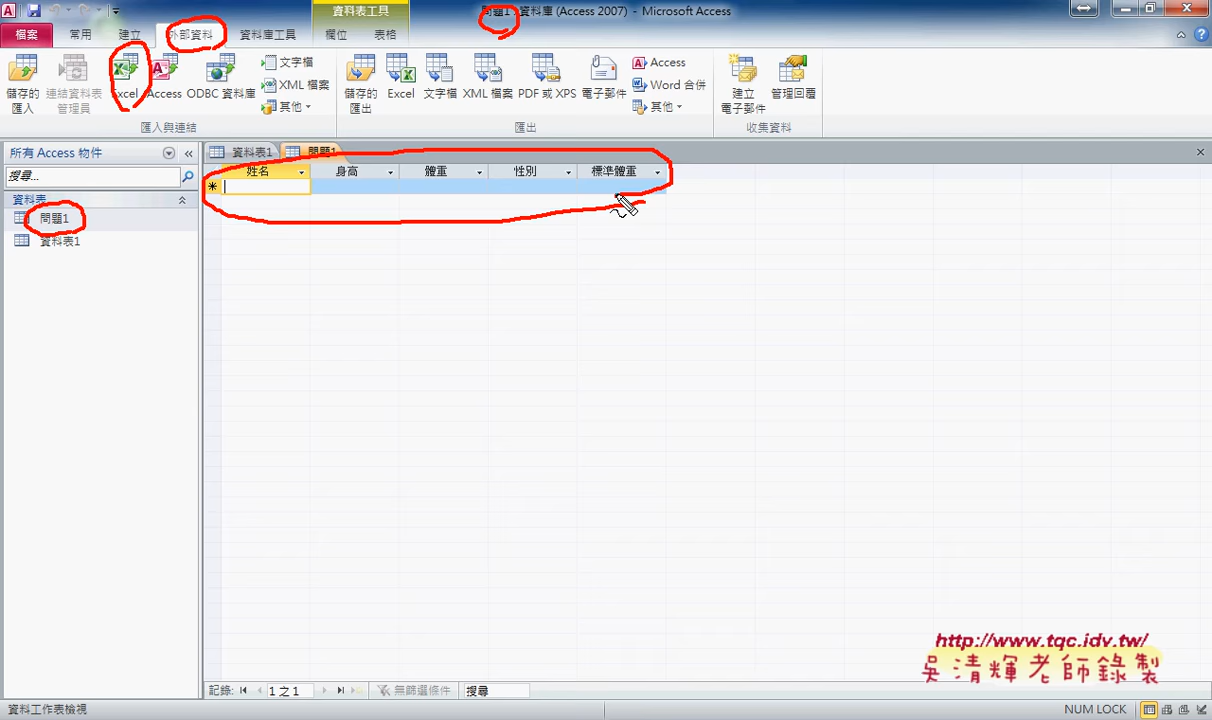 資料表工具
問題1 : 資料庫 (Access 2007) - Microsoft Access
檔案 常用 建立 外部資料 資料庫工具 欄位 表格
儲存的匯入
連結資料表管理員
Excel
Access
ODBC 資料庫
文字檔
XML 檔案
其他
匯入與連結
儲存的匯出
Excel
文字檔
XML 檔案
PDF 或 XPS
電子郵件
Access
Word 合併
其他
匯出
建立電子郵件
管理回覆
收集資料
所有 Access 物件
搜尋...
資料表
問題1
資料表1
資料表1 問題1
姓名 身高 體重 性別 標準體重
http://www.tqc.idv.tw/
吳清輝老師錄製
記錄: 1 之 1 無篩選條件 搜尋
資料工作表檢視 NUM LOCK